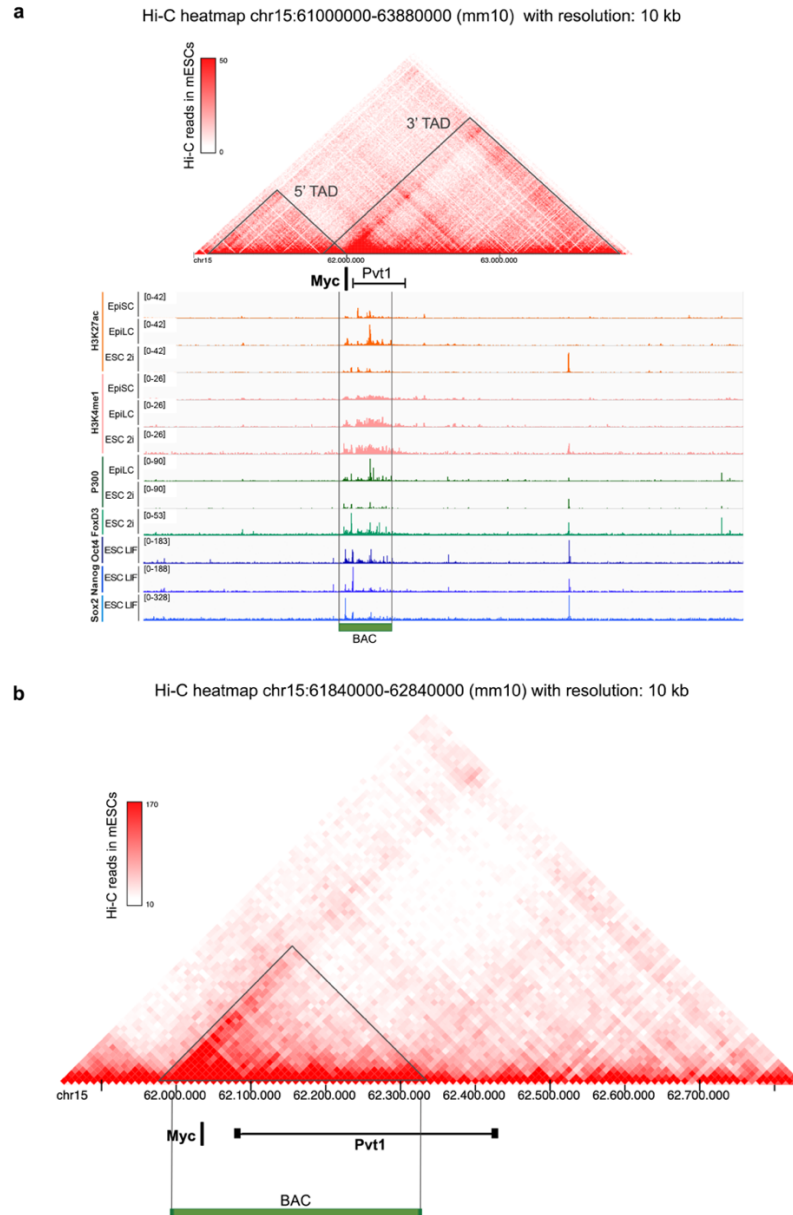 a
Hi-C heatmap chr15:61000000-63880000 (mm10) with resolution: 10 kb
Hi-C reads in mESCs
50
0
3' TAD
5' TAD
chr15
62.000.000
63.000.000
Myc
Pvt1
H3K27ac
EpiSC
[0-42]
EpiLC
[0-42]
ESC 2i
[0-42]
H3K4me1
EpiSC
[0-26]
EpiLC
[0-26]
ESC 2i
[0-26]
P300
EpiLC
[0-90]
ESC 2i
[0-90]
FoxD3
ESC 2i
[0-53]
Oct4
ESC LIF
[0-183]
Nanog
ESC LIF
[0-188]
Sox2
ESC LIF
[0-328]
BAC
b
Hi-C heatmap chr15:61840000-62840000 (mm10) with resolution: 10 kb
Hi-C reads in mESCs
170
10
chr15
62.000.000
62.100.000
62.200.000
62.300.000
62.400.000
62.500.000
62.600.000
62.700.000
Myc
Pvt1
BAC